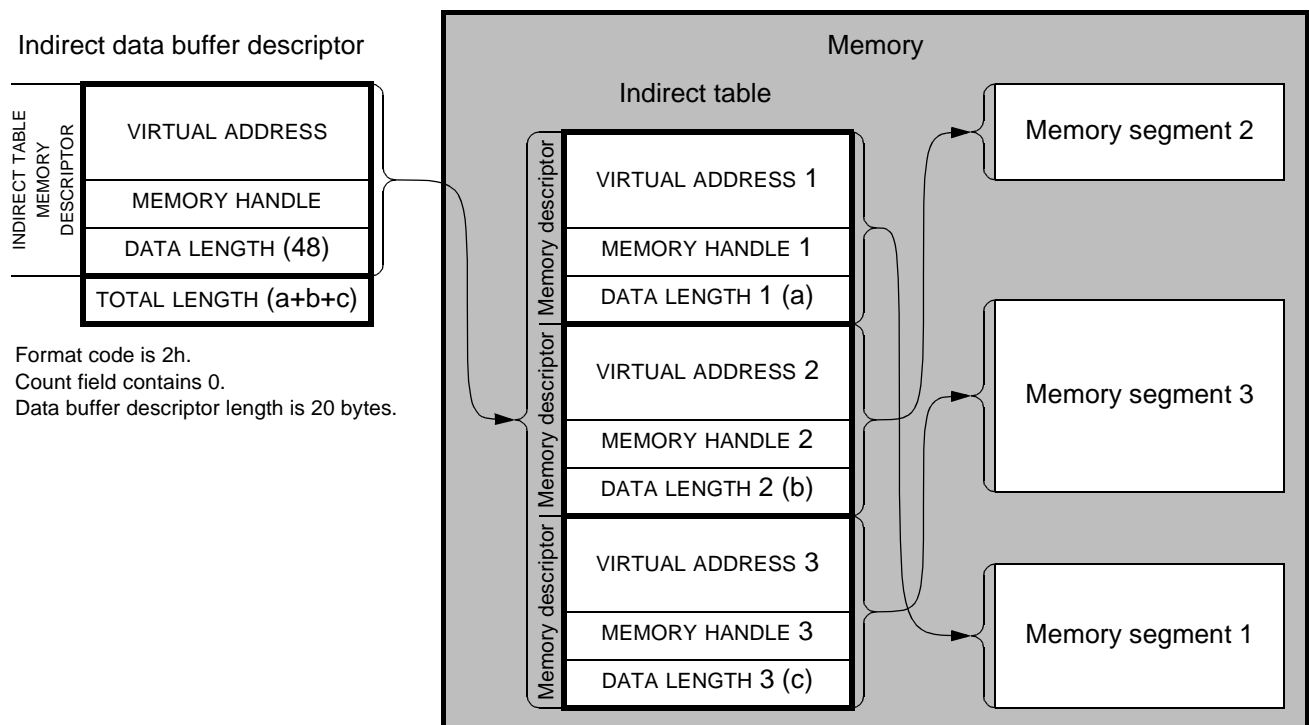 Indirect data buffer descriptor
INDIRECT TABLE
MEMORY
DESCRIPTOR
VIRTUAL ADDRESS
MEMORY HANDLE
DATA LENGTH (48)
TOTAL LENGTH (a+b+c)
Format code is 2h.
Count field contains 0.
Data buffer descriptor length is 20 bytes.
Memory
Indirect table
Memory descriptor
VIRTUAL ADDRESS 1
MEMORY HANDLE 1
DATA LENGTH 1 (a)
Memory descriptor
VIRTUAL ADDRESS 2
MEMORY HANDLE 2
DATA LENGTH 2 (b)
Memory descriptor
VIRTUAL ADDRESS 3
MEMORY HANDLE 3
DATA LENGTH 3 (c)
Memory segment 2
Memory segment 3
Memory segment 1